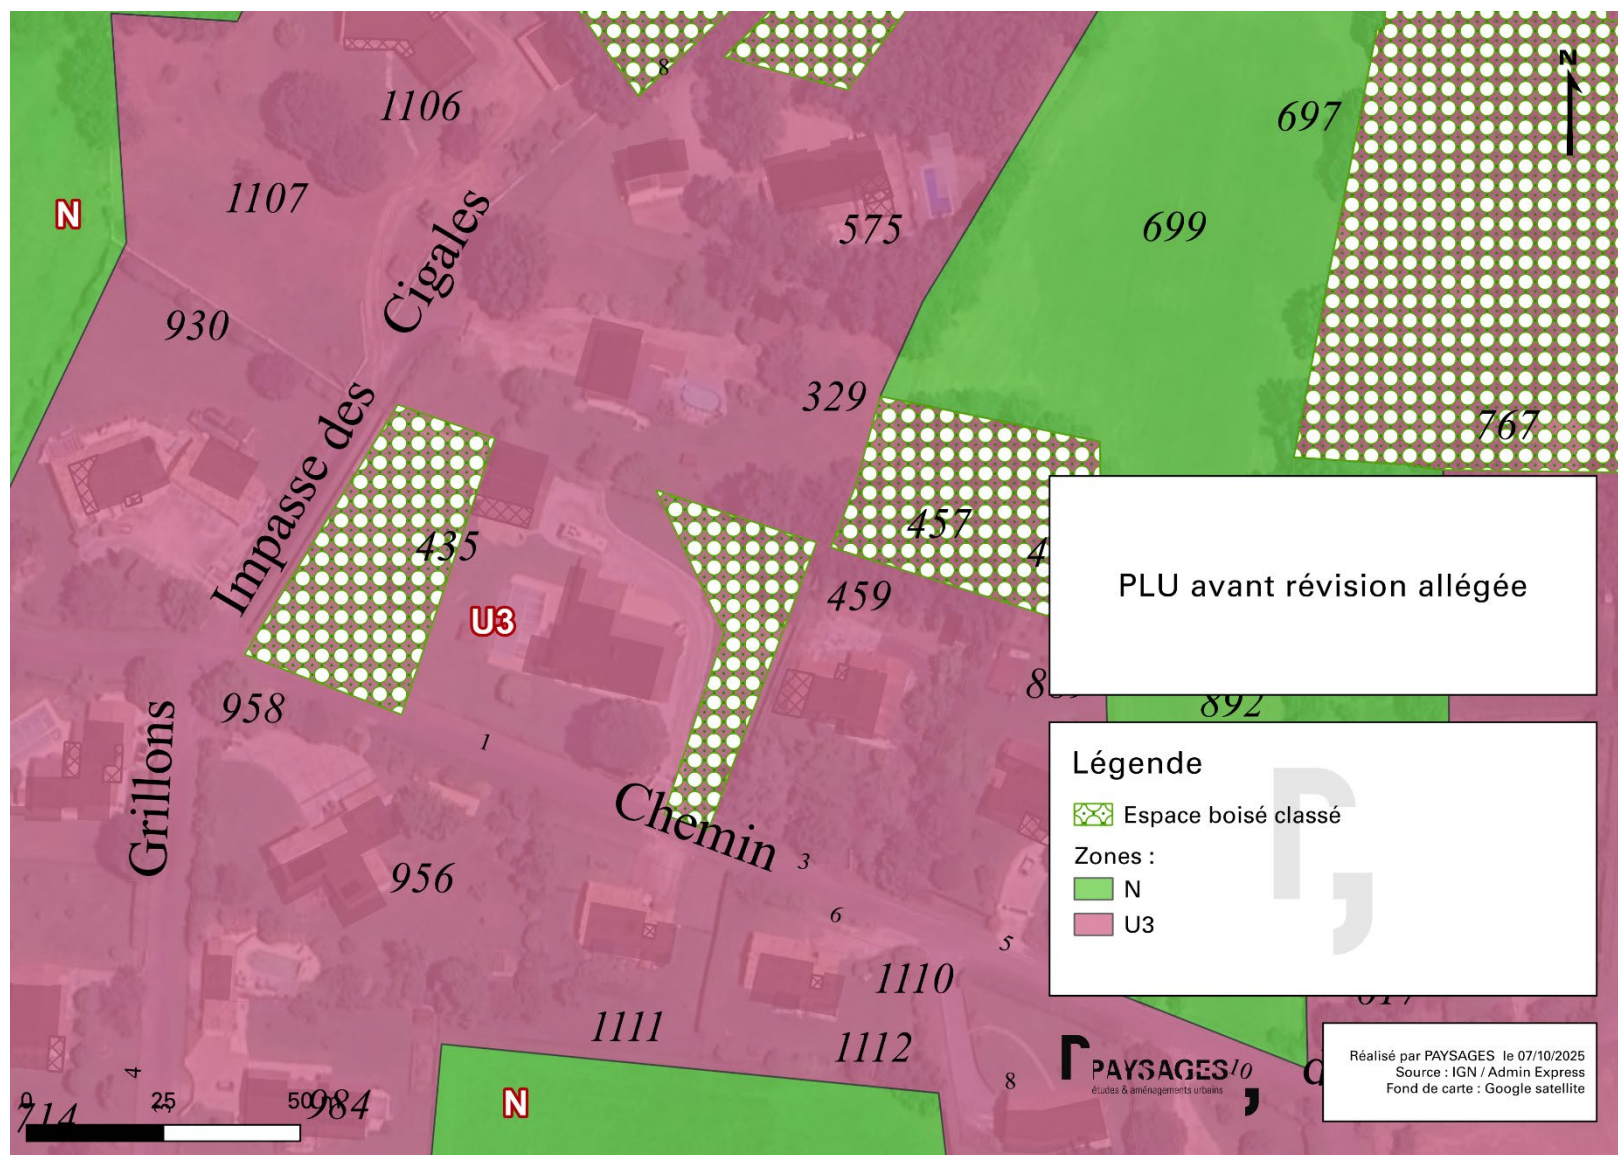 8
N
1106
697
1107
N
575
699
Cigales
930
329
767
Impasse des
457
435
4
PLU avant révision allégée
459
U3
958
892
1
Légende
Grillons
Chemin
Espace boisé classé
3
Zones :
956
N
6
U3
5
1110
1111
1112
PAYSAGES
études & aménagements urbains
10
d
Réalisé par PAYSAGES le 07/10/2025
Source : IGN / Admin Express
Fond de carte : Google satellite
4
8
0 25 50 m
984
714
N